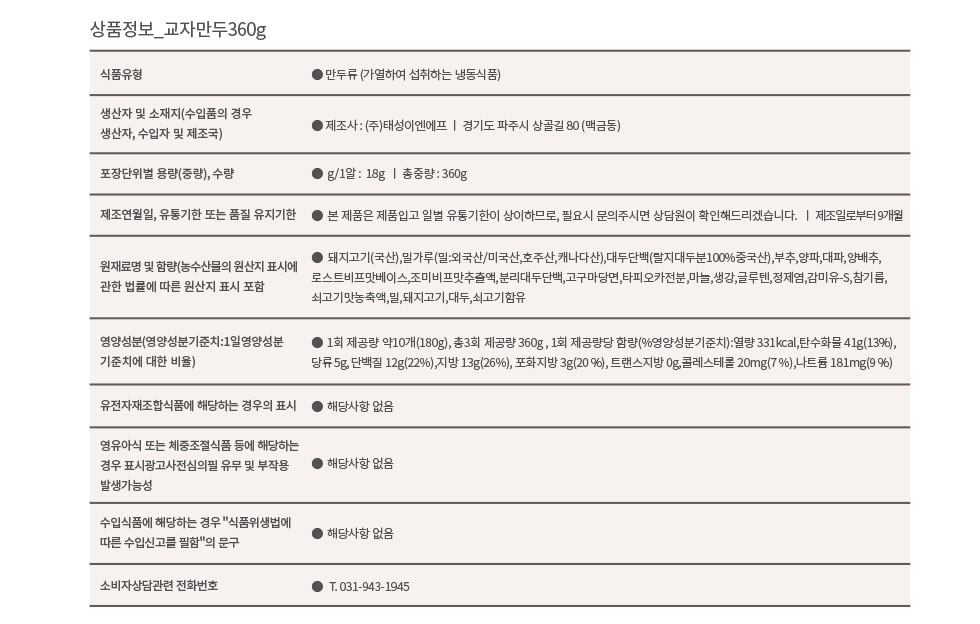 상품정보_교자만두360g
식품유형
● 만두류 (가열하여 섭취하는 냉동식품)
생산자 및 소재지(수입품의 경우
생산자, 수입자 및 제조국)
● 제조사 : (주)태성이엔에프 ㅣ 경기도 파주시 상골길 80 (맥금동)
포장단위별 용량(중량), 수량
● g/1알 : 18g ㅣ 총중량 : 360g
제조연월일, 유통기한 또는 품질 유지기한
● 본 제품은 제품입고 일별 유통기한이 상이하므로, 필요시 문의주시면 상담원이 확인해드리겠습니다. ㅣ 제조일로부터 9개월
원재료명 및 함량(농수산믈의 원산지 표시에
관한 법률에 따른 원산지 표시 포함
● 돼지고기(국산),밀가루(밀:외국산/미국산,호주산,캐나다산),대두단백(탈지대두분100%중국산),부추,양파,대파,양배추,
로스트비프맛베이스,조미비프맛추출액,분리대두단백,고구마당면,타피오카전분,마늘,생강,글루텐,정제염,감미유-S,참기름,
쇠고기맛농축액,밀,돼지고기,대두,쇠고기함유
영양성분(영양성분기준치:1일영양성분
기준치에 대한 비율)
● 1회 제공량 약10개(180g), 총3회 제공량 360g , 1회 제공량당 함량(%영양성분기준치):열량 331kcal,탄수화물 41g(13%),
당류 5g, 단백질 12g(22%),지방 13g(26%), 포화지방 3g(20 %), 트랜스지방 0g,콜레스테롤 20mg(7 %),나트륨 181mg(9 %)
유전자재조합식품에 해당하는 경우의 표시
● 해당사항 없음
영유아식 또는 체중조절식품 등에 해당하는
경우 표시광고사전심의필 유무 및 부작용
발생가능성
● 해당사항 없음
수입식품에 해당하는 경우 "식품위생법에
따른 수입신고를 필함"의 문구
● 해당사항 없음
소비자상담관련 전화번호
● T. 031-943-1945